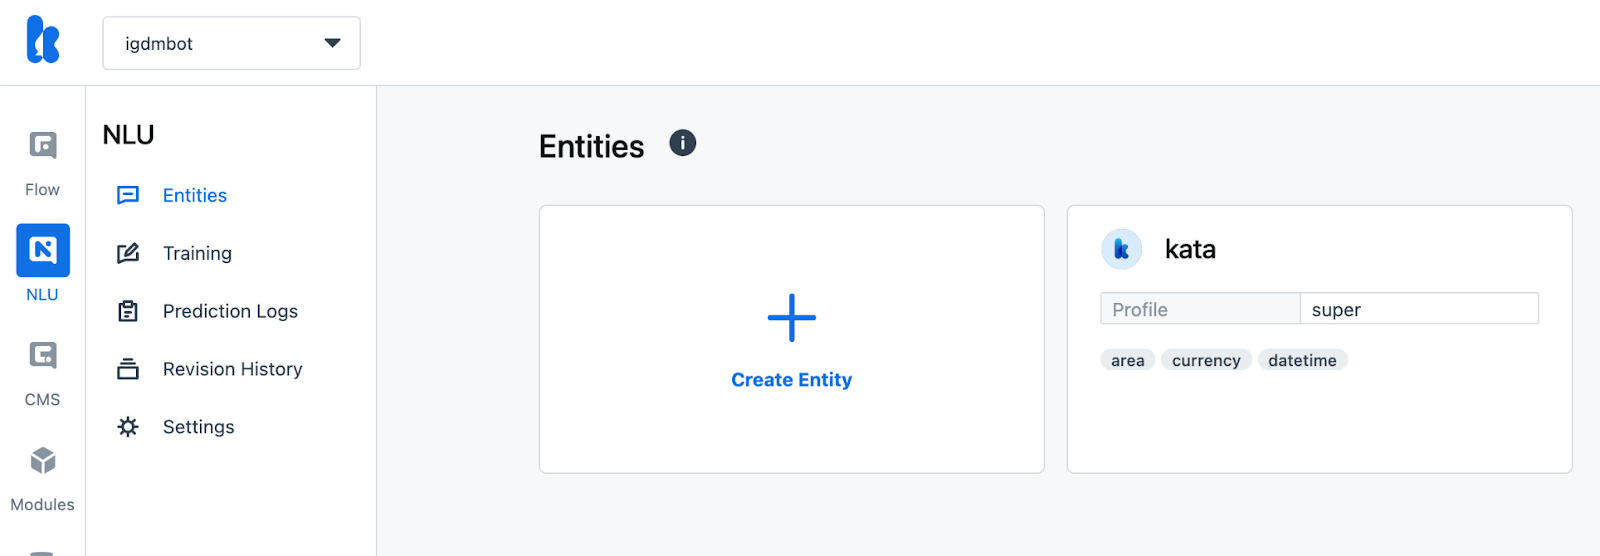 igdmbot
Flow
NLU
CMS
Modules
NLU
Entities
Training
Prediction Logs
Revision History
Settings
Entities
Create Entity
kata
Profile super
area currency datetime